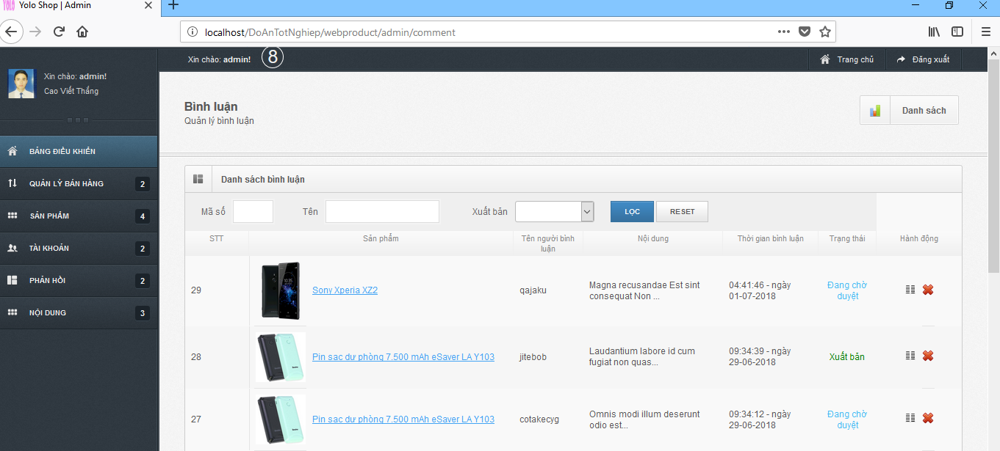 YOLO Yolo Shop | Admin
localhost/DoAnTotNghiep/webproduct/admin/comment
Xin chào: admin!
8
Trang chủ
Đăng xuất
Xin chào: admin!
Cao Viết Thắng
BẢNG ĐIỀU KHIỂN
QUẢN LÝ BÁN HÀNG 2
SẢN PHẨM 4
TÀI KHOẢN 2
PHẢN HỒI 2
NỘI DUNG 3
Bình luận
Quản lý bình luận
Danh sách
Danh sách bình luận
Mã số Tên Xuất bản LỌC RESET
STT Sản phẩm Tên người bình Nội dung Thời gian bình luận Trạng thái Hành động
luận
29 Sony Xperia XZ2 qajaku
Magna recusandae Est sint
consequat Non ...
04:41:46 - ngày
01-07-2018
Đang chờ
duyệt
28 Pin sạc dự phòng 7.500 mAh eSaver LA Y103 jitebob
Laudantium labore id cum
fugiat non quas...
09:34:39 - ngày
29-06-2018
Xuất bản
27 Pin sạc dự phòng 7.500 mAh eSaver LA Y103 cotakecyg
Omnis modi illum deserunt
odio est...
09:34:12 - ngày
29-06-2018
Đang chờ
duyệt